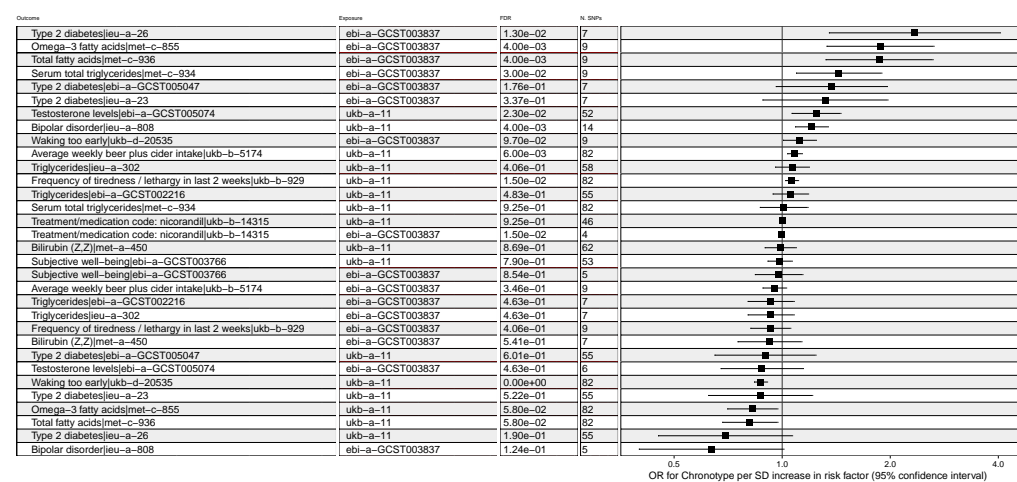 Outcome Exposure FDR N. SNPs
Type 2 diabetes|ieu−a−26 ebi−a−GCST003837 1.30e−02 7
Omega−3 fatty acids|met−c−855 ebi−a−GCST003837 4.00e−03 9
Total fatty acids|met−c−936 ebi−a−GCST003837 4.00e−03 9
Serum total triglycerides|met−c−934 ebi−a−GCST003837 3.00e−02 9
Type 2 diabetes|ebi−a−GCST005047 ebi−a−GCST003837 1.76e−01 7
Type 2 diabetes|ieu−a−23 ebi−a−GCST003837 3.37e−01 7
Testosterone levels|ebi−a−GCST005074 ukb−a−11 2.30e−02 52
Bipolar disorder|ieu−a−808 ukb−a−11 4.00e−03 14
Waking too early|ukb−d−20535 ebi−a−GCST003837 9.70e−02 9
Average weekly beer plus cider intake|ukb−b−5174 ukb−a−11 6.00e−03 82
Triglycerides|ieu−a−302 ukb−a−11 4.06e−01 58
Frequency of tiredness / lethargy in last 2 weeks|ukb−b−929 ukb−a−11 1.50e−02 82
Triglycerides|ebi−a−GCST002216 ukb−a−11 4.83e−01 55
Serum total triglycerides|met−c−934 ukb−a−11 9.25e−01 82
Treatment/medication code: nicorandil|ukb−b−14315 ukb−a−11 9.25e−01 46
Treatment/medication code: nicorandil|ukb−b−14315 ebi−a−GCST003837 1.50e−02 4
Bilirubin (Z,Z)|met−a−450 ukb−a−11 8.69e−01 62
Subjective well−being|ebi−a−GCST003766 ukb−a−11 7.90e−01 53
Subjective well−being|ebi−a−GCST003766 ebi−a−GCST003837 8.54e−01 5
Average weekly beer plus cider intake|ukb−b−5174 ebi−a−GCST003837 3.46e−01 9
Triglycerides|ebi−a−GCST002216 ebi−a−GCST003837 4.63e−01 7
Triglycerides|ieu−a−302 ebi−a−GCST003837 4.63e−01 7
Frequency of tiredness / lethargy in last 2 weeks|ukb−b−929 ebi−a−GCST003837 4.06e−01 9
Bilirubin (Z,Z)|met−a−450 ebi−a−GCST003837 5.41e−01 7
Type 2 diabetes|ebi−a−GCST005047 ukb−a−11 6.01e−01 55
Testosterone levels|ebi−a−GCST005074 ebi−a−GCST003837 4.63e−01 6
Waking too early|ukb−d−20535 ukb−a−11 0.00e+00 82
Type 2 diabetes|ieu−a−23 ukb−a−11 5.22e−01 55
Omega−3 fatty acids|met−c−855 ukb−a−11 5.80e−02 82
Total fatty acids|met−c−936 ukb−a−11 5.80e−02 82
Type 2 diabetes|ieu−a−26 ukb−a−11 1.90e−01 55
Bipolar disorder|ieu−a−808 ebi−a−GCST003837 1.24e−01 5
0.5 1.0 2.0 4.0
OR for Chronotype per SD increase in risk factor (95% confidence interval)